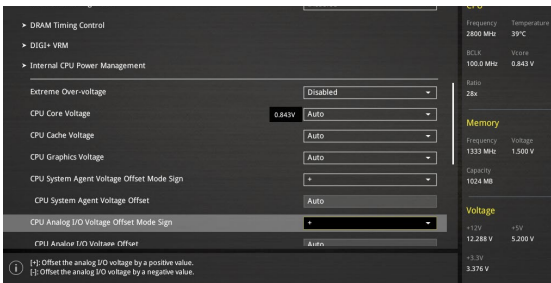 CPU
> DRAM Timing Control
> DIGI+ VRM
> Internal CPU Power Management
Extreme Over-voltage Disabled
CPU Core Voltage 0.843V Auto
CPU Cache Voltage Auto
CPU Graphics Voltage Auto
CPU System Agent Voltage Offset Mode Sign +
CPU System Agent Voltage Offset Auto
CPU Analog I/O Voltage Offset Mode Sign +
CPU Analog I/O Voltage Offset Auto
[+]: Offset the analog I/O voltage by a positive value.
[-]: Offset the analog I/O voltage by a negative value.
Frequency Temperature
2800 MHz 39°C
BCLK Vcore
100.0 MHz 0.843 V
Ratio
28x
Memory
Frequency Voltage
1333 MHz 1.500 V
Capacity
1024 MB
Voltage
+12V +5V
12.288 V 5.200 V
+3.3V
3.376 V